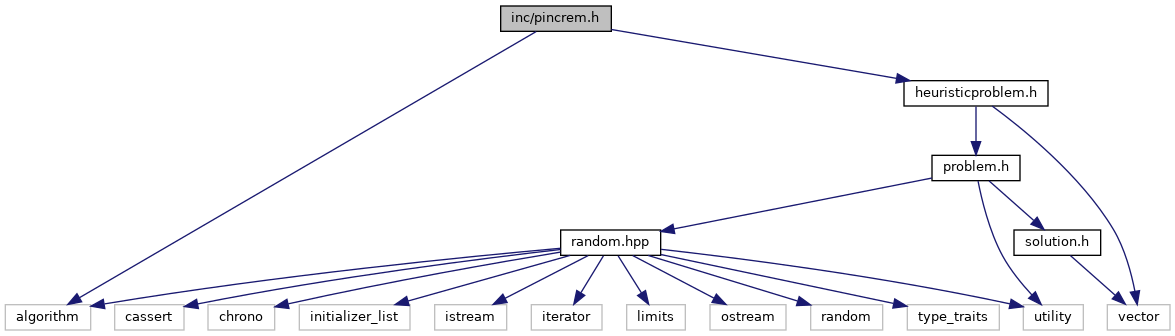 inc/pincrem.h
heuristicproblem.h
problem.h
random.hpp
solution.h
algorithm
cassert
chrono
initializer_list
istream
iterator
limits
ostream
random
type_traits
utility
vector